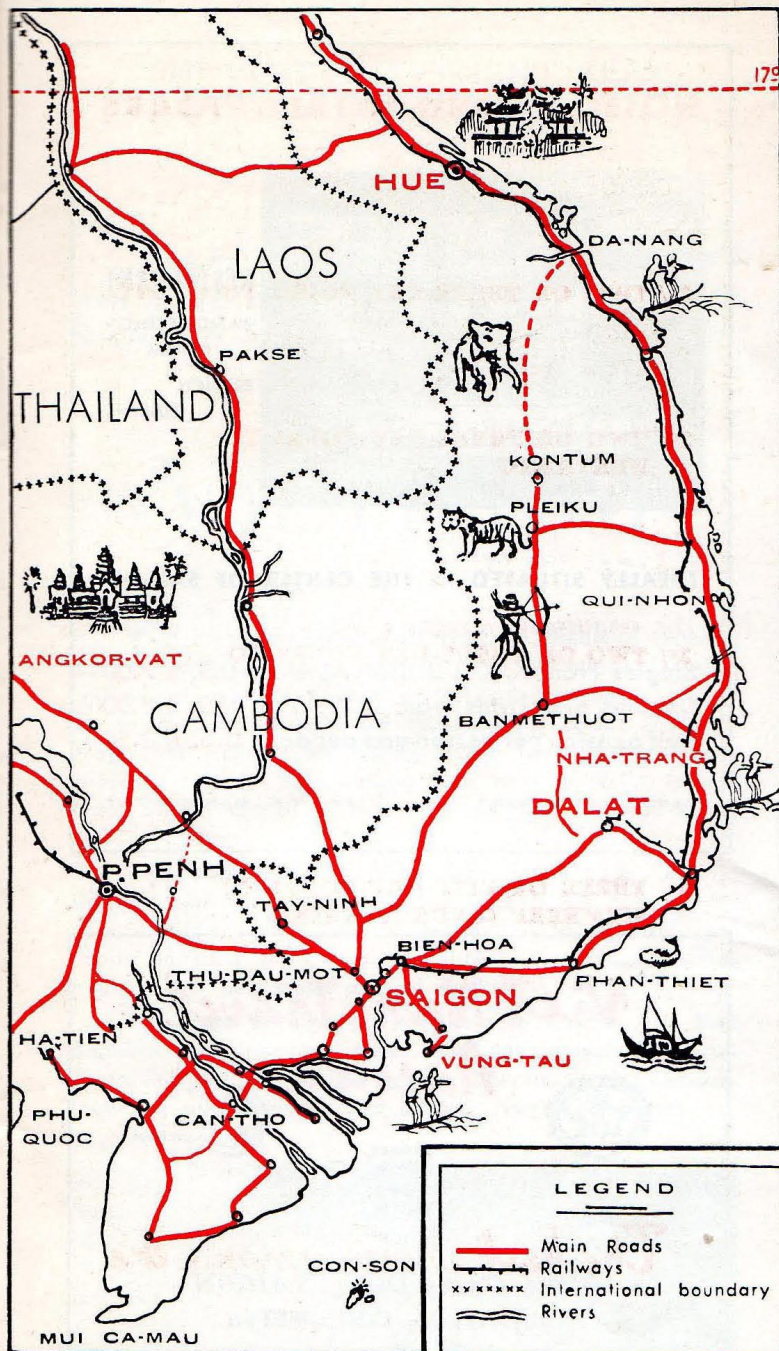 17º
HUE
DA-NANG
LAOS
PAKSE
THAILAND
KONTUM
PLEIKU
QUI-NHON
ANGKOR-VAT
CAMBODIA
BANMETHUOT
NHA-TRANG
DALAT
P.PENH
TAY-NINH
BIEN-HOA
THU-DAU-MOT
PHAN-THIET
SAIGON
HA-TIEN
VUNG-TAU
PHU-
QUOC
CAN-THO
LEGEND
Main Roads
Railways
International boundary
Rivers
CON-SON
MUI CA-MAU